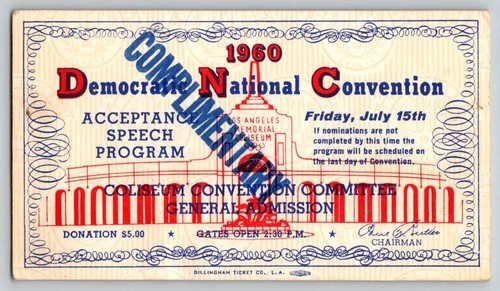 1960
Democratic National Convention
COMPLIMENTARY
ACCEPTANCE
SPEECH
PROGRAM
LOS ANGELES
MEMORIAL
COLISEUM
Friday, July 15th
If nominations are not
completed by this time the
program will be scheduled on
the last day of Convention.
COLISEUM CONVENTION COMMITTEE
GENERAL ADMISSION
DONATION $5.00 ★ GATES OPEN 2:30 P.M. ★
CHAIRMAN
DILLINGHAM TICKET CO., L.A.